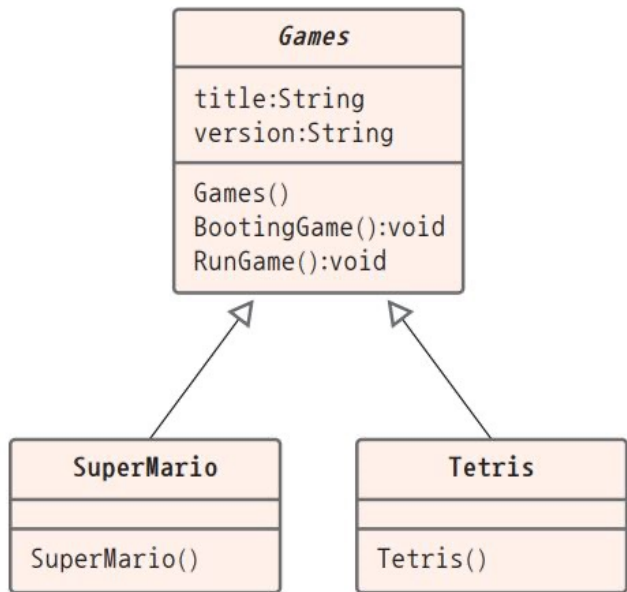 Games
title:String
version:String
Games()
BootingGame():void
RunGame():void
SuperMario
SuperMario()
Tetris
Tetris()